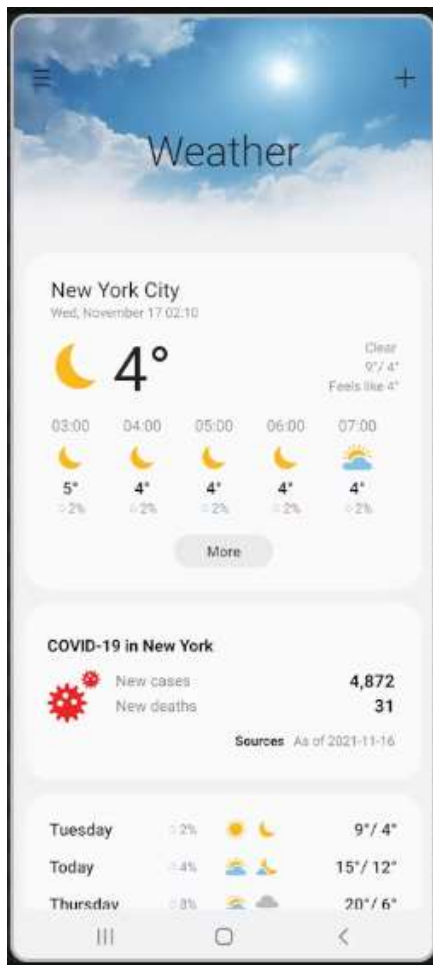 Weather
New York City
Wed, November 17 02:10
4°
Clear
9°/ 4°
Feels like 4°
03:00 04:00 05:00 06:00 07:00
5° 4° 4° 4° 4°
2% 2% 2% 2% 2%
More
COVID-19 in New York
New cases 4,872
New deaths 31
Sources As of 2021-11-16
Tuesday 2% 9°/ 4°
Today 4% 15°/ 12°
Thursday 8% 20°/ 6°